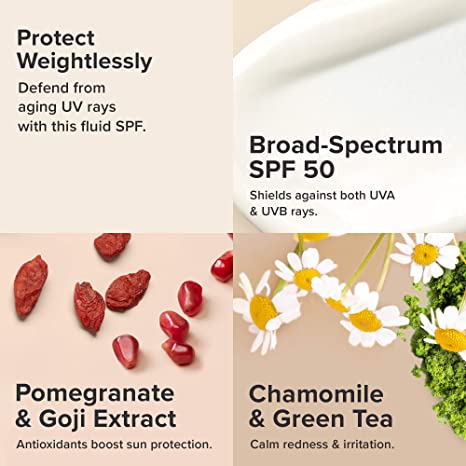 Protect
Weightlessly
Defend from
aging UV rays
with this fluid SPF.
Broad-Spectrum
SPF 50
Shields against both UVA
& UVB rays.
Pomegranate
& Goji Extract
Antioxidants boost sun protection.
Chamomile
& Green Tea
Calm redness & irritation.